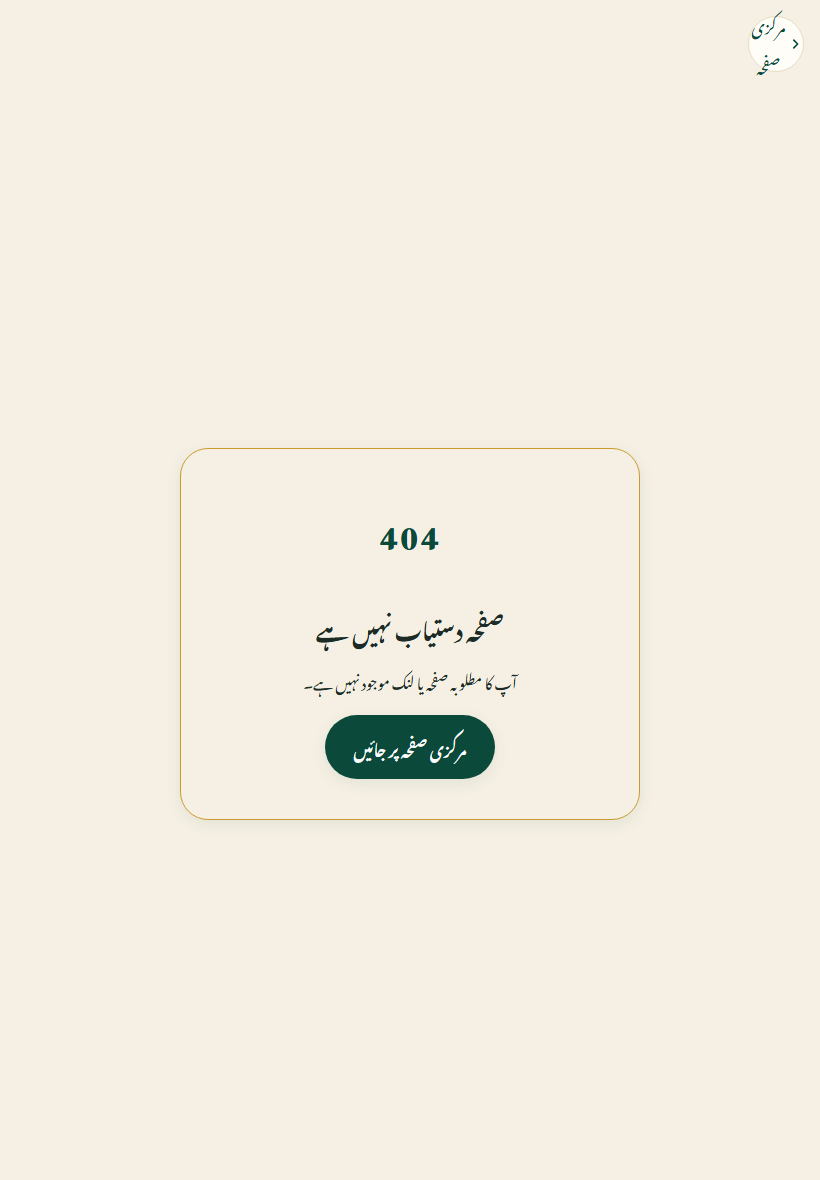 مرکزی
صفحہ
404
صفحہ دستیاب نہیں ہے
آپ کا مطلوبہ صفحہ یا لنک موجود نہیں ہے۔
مرکزی صفحہ پر جائیں